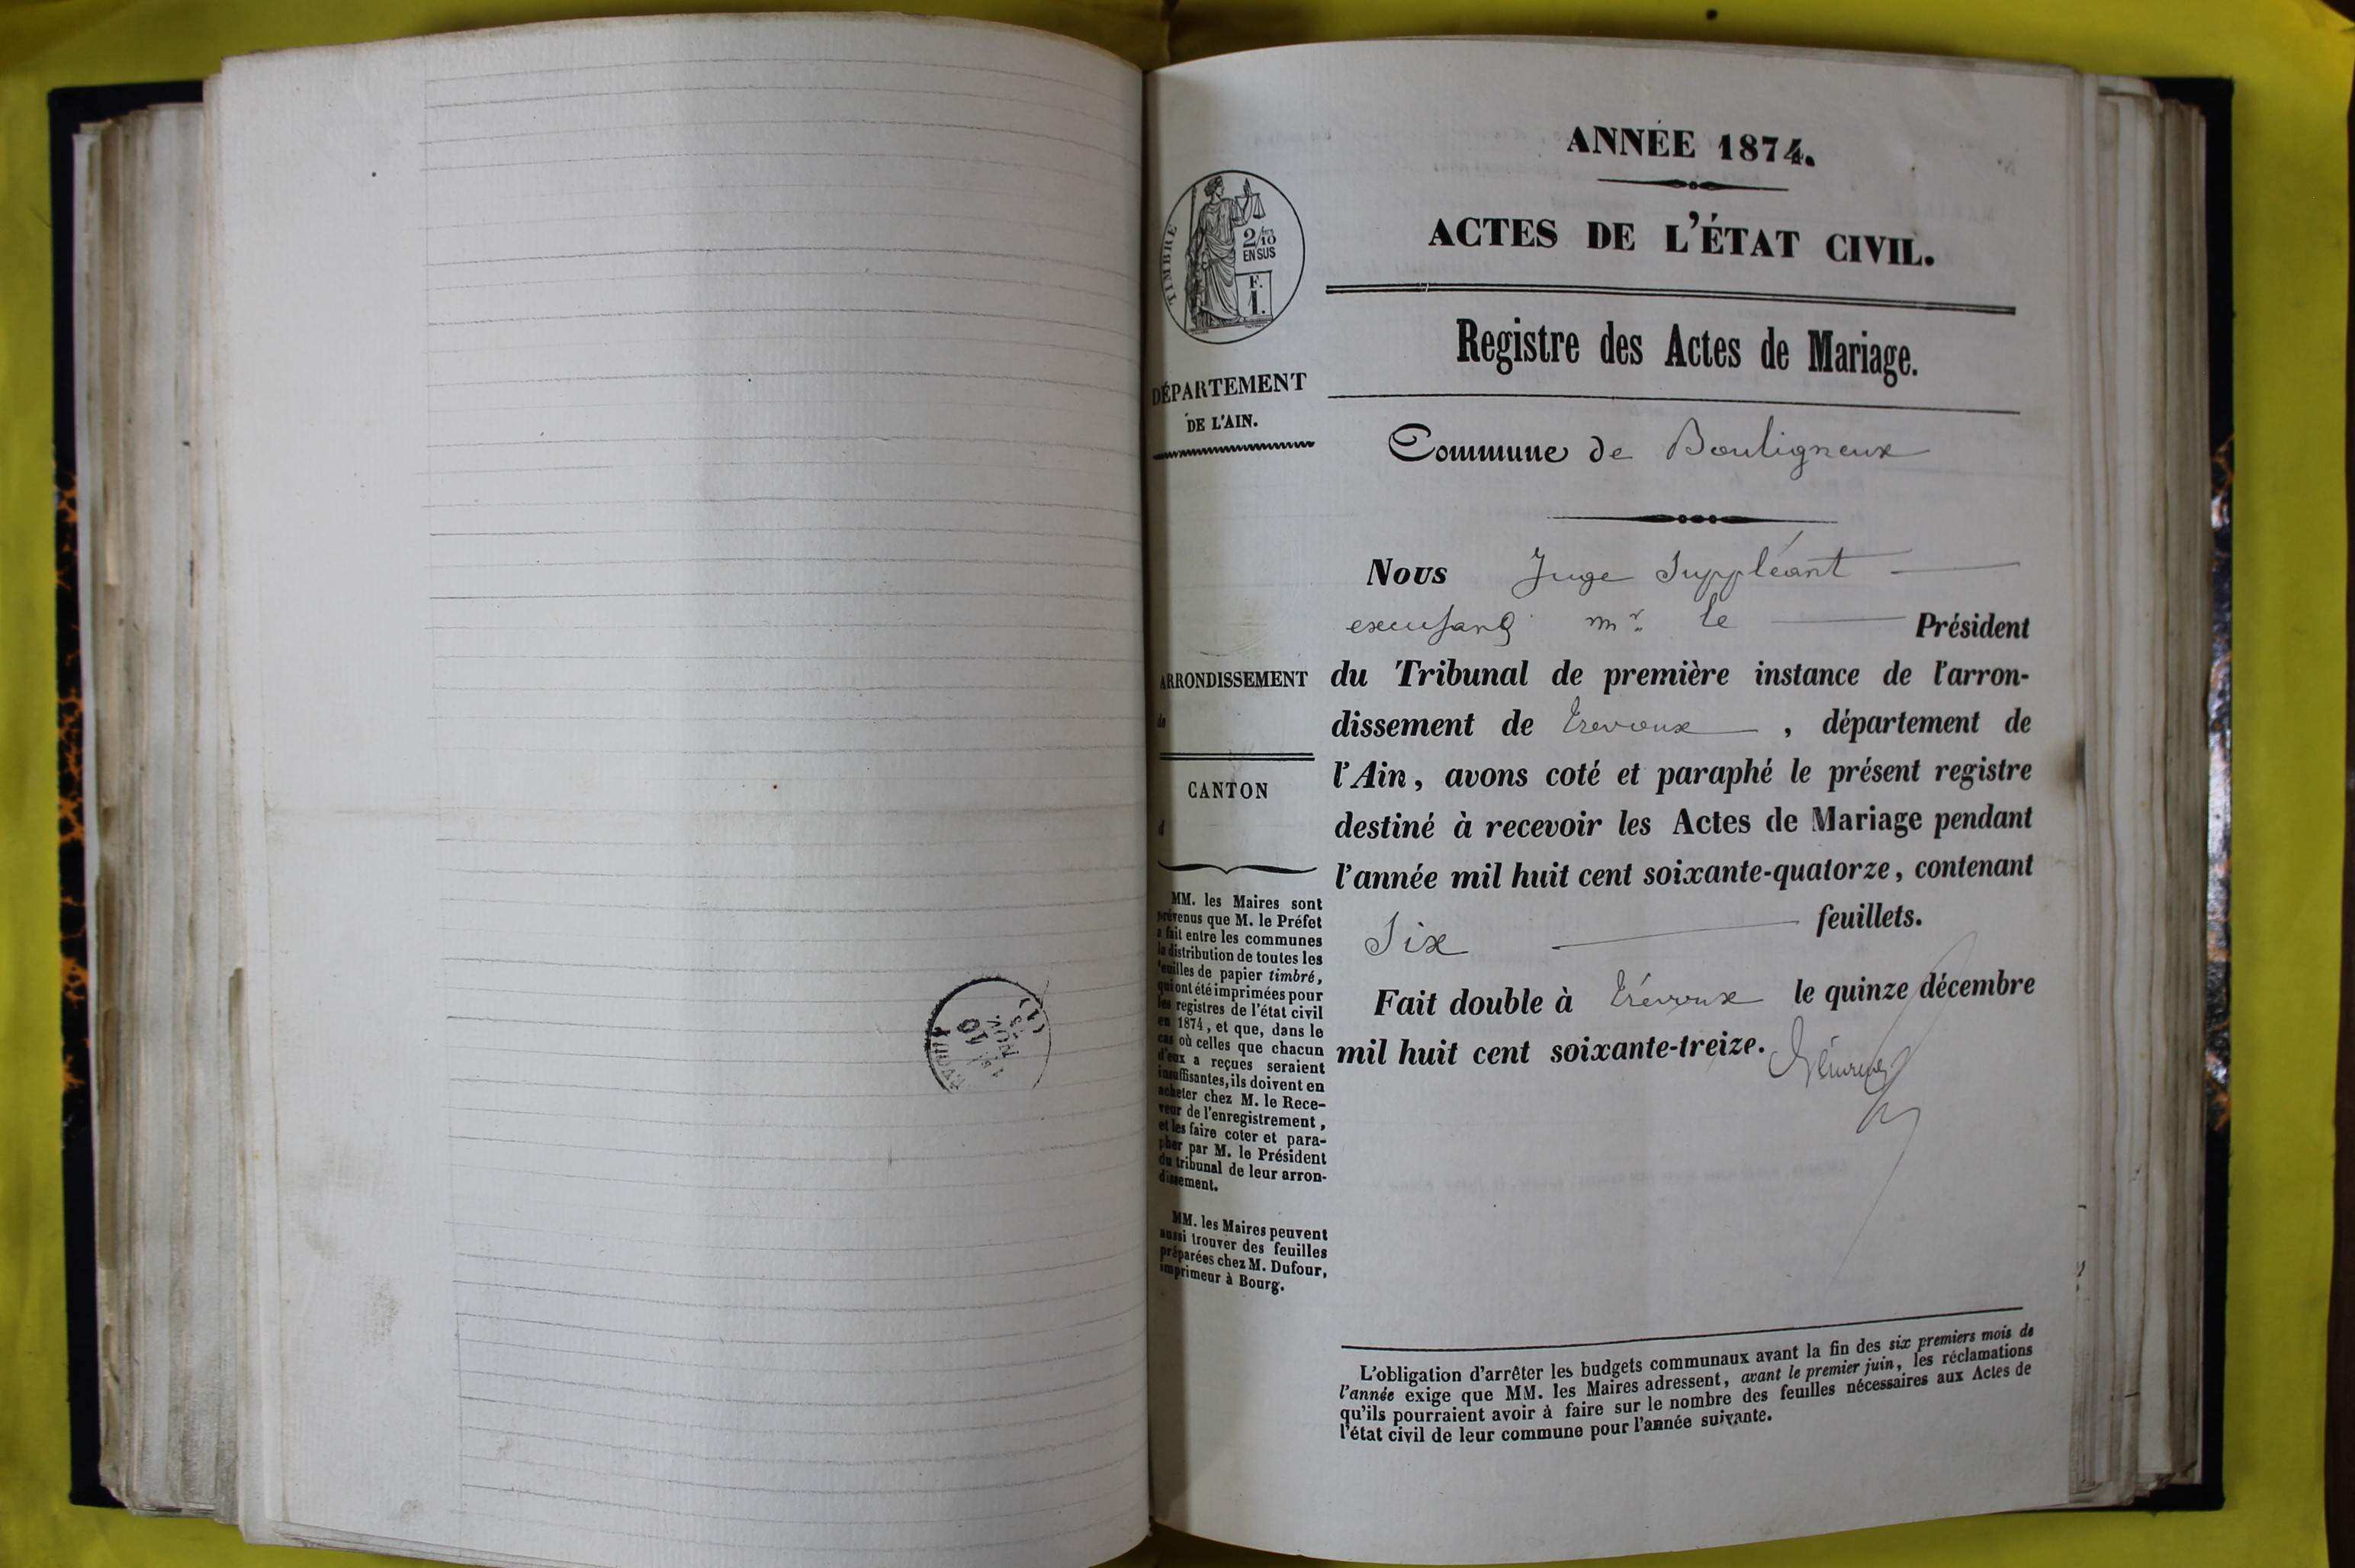 ANNÉE 1874.
ACTES DE L'ÉTAT CIVIL.
Registre des Actes de Mariage.
Commune de Bouligneux
TIMBRE
2/10
EN SUS
F.
1.
DÉPARTEMENT
DE L'AIN.
ARRONDISSEMENT
de
CANTON
d
MM. les Maires sont
prévenus que M. le Préfet
a fait entre les communes
la distribution de toutes les
feuilles de papier timbré,
qui ont été imprimées pour
les registres de l'état civil
en 1874, et que, dans le
cas où celles que chacun
d'eux a reçues seraient
insuffisantes, ils doivent en
acheter chez M. le Rece-
veur de l'enregistrement,
et les faire coter et para-
pher par M. le Président
du tribunal de leur arron-
dissement.
MM. les Maires peuvent
aussi trouver des feuilles
préparées chez M. Dufour,
imprimeur à Bourg.
Nous Juge Suppléant
Mr. le Président
du Tribunal de première instance de l'arron-
dissement de Trevoux, département de
l'Ain, avons coté et paraphé le présent registre
destiné à recevoir les Actes de Mariage pendant
l'année mil huit cent soixante-quatorze, contenant
Six feuillets.
Fait double à Trévoux le quinze décembre
mil huit cent soixante-treize.
L'obligation d'arrêter les budgets communaux avant la fin des six premiers mois de
l'année exige que MM. les Maires adressent, avant le premier juin, les réclamations
qu'ils pourraient avoir à faire sur le nombre des feuilles nécessaires aux Actes de
l'état civil de leur commune pour l'année suivante.